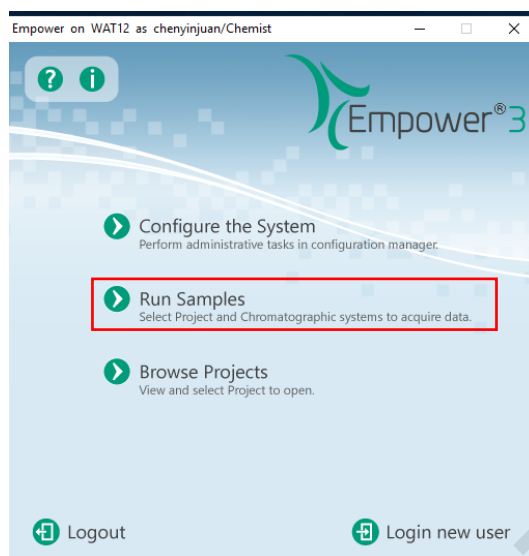 Empower on WAT12 as chenyinjuan/Chemist
? i
Empower®3
Configure the System
Perform administrative tasks in configuration manager.
Run Samples
Select Project and Chromatographic systems to acquire data.
Browse Projects
View and select Project to open.
Logout
Login new user